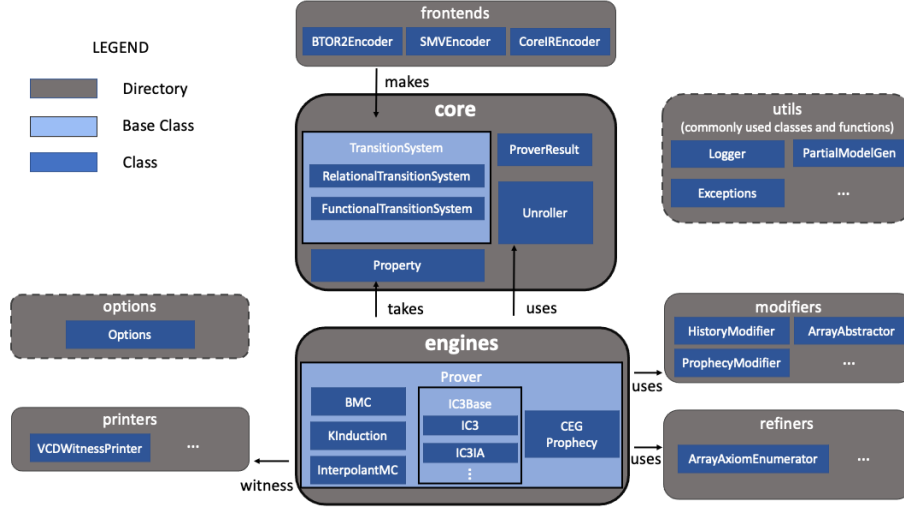 frontends
BTOR2Encoder
SMVEncoder
CoreIREncoder
LEGEND
Directory
Base Class
Class
makes
core
TransitionSystem
RelationalTransitionSystem
FunctionalTransitionSystem
ProverResult
Unroller
Property
utils
(commonly used classes and functions)
Logger
PartialModelGen
Exceptions
...
options
Options
takes
uses
modifiers
HistoryModifier
ArrayAbstractor
ProphecyModifier
...
engines
Prover
BMC
KInduction
InterpolantMC
IC3Base
IC3
IC3IA
⋮
CEG
Prophecy
uses
printers
VCDWitnessPrinter
...
witness
refiners
ArrayAxiomEnumerator
...
uses